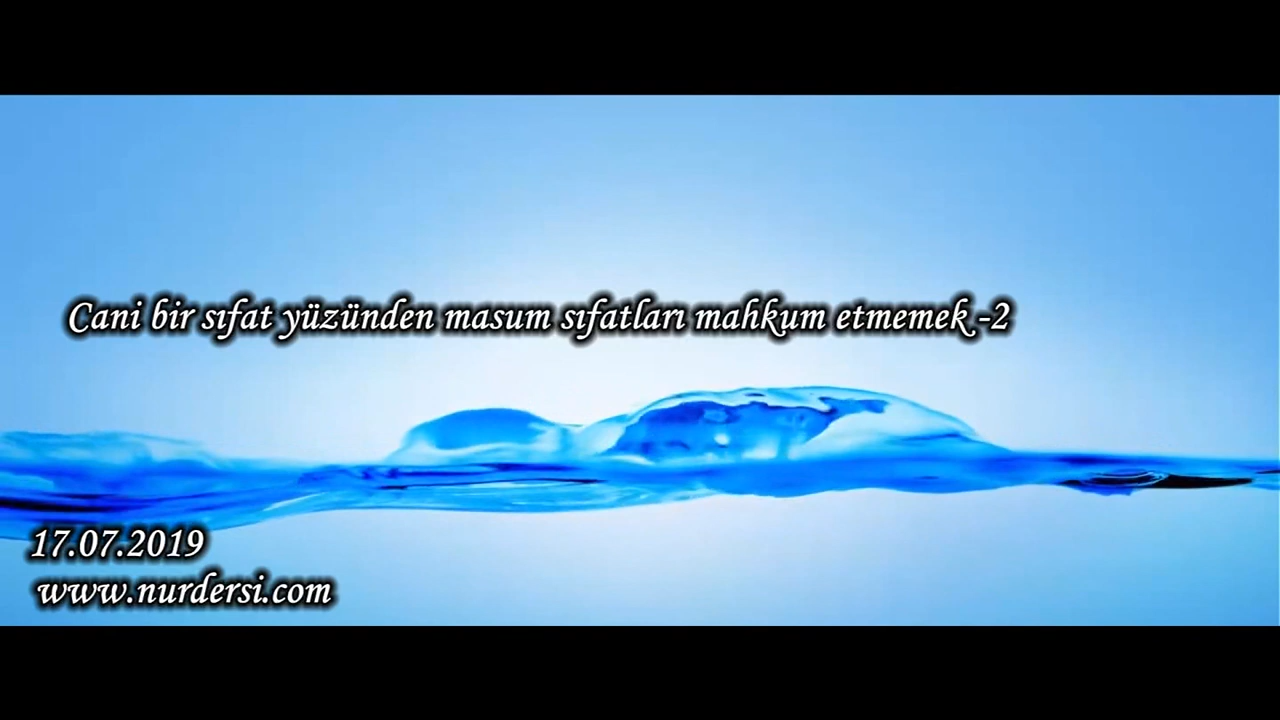 Cani bir sıfat yüzünden masum sıfatları mahkum etmemek -2
17.07.2019
www.nurdersi.com